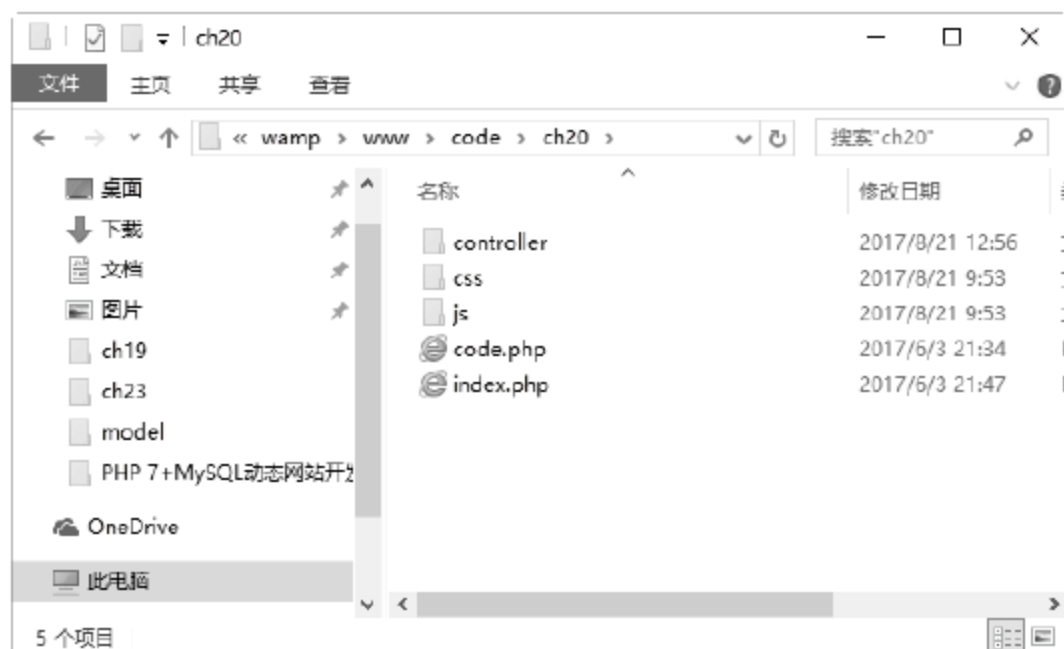 ch20
文件 主页 共享 查看
« wamp > www > code > ch20 > 搜索"ch20"
桌面
下载
文档
图片
ch19
ch23
model
PHP 7+MySQL动态网站开发
OneDrive
此电脑
名称 修改日期
controller 2017/8/21 12:56
css 2017/8/21 9:53
js 2017/8/21 9:53
code.php 2017/6/3 21:34
index.php 2017/6/3 21:47
5 个项目